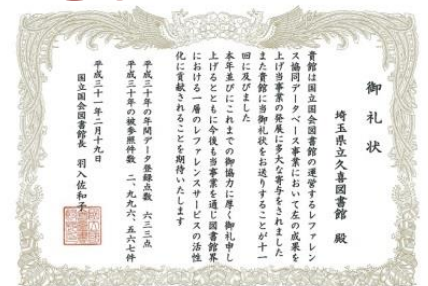 御礼状
埼玉県立久喜図書館 殿
貴館は国立国会図書館の運営するレファレン
ス協同データベース事業において左の成果を
上げ当事業の発展に多大な寄与をされました
また貴館に当御礼状をお送りすることが十一
回に及びました
本年並びにこれまでの御協力に厚く御礼申し
上げるとともに今後も当事業を通じ図書館界
における一層のレファレンスサービスの活性
化に貢献されることを期待いたします
平成三十年の年間データ登録点数 六三三点
平成三十年の被参照件数 二、九九六、五六七件
平成三十一年二月十九日
国立国会図書館長 羽入佐和子